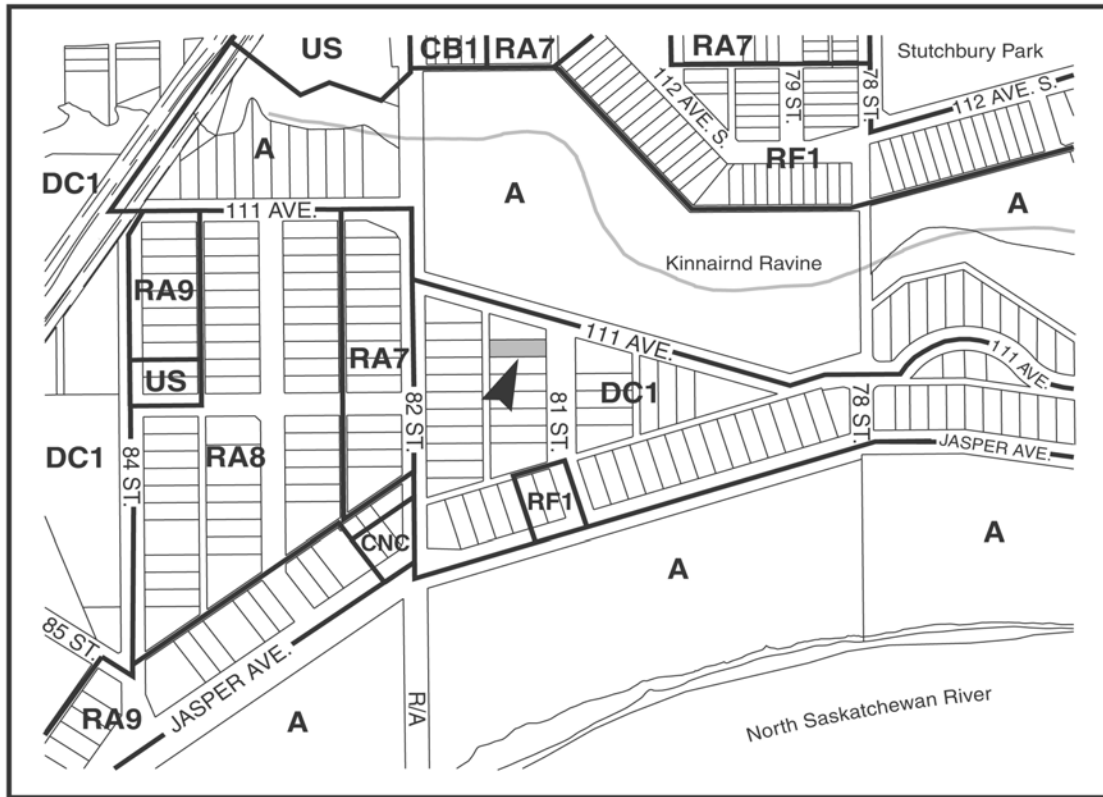 US
CB1
RA7
RA7
Stutchbury Park
112 AVE. S.
79 ST.
78 ST.
112 AVE. S.
A
RF1
DC1
A
A
111 AVE.
Kinnairnd Ravine
RA9
RA7
111 AVE.
111 AVE.
US
DC1
82 ST.
81 ST.
78 ST.
DC1
84 ST.
RA8
JASPER AVE.
RF1
CNC
A
A
85 ST.
JASPER AVE.
RA9
A
R/A
North Saskatchewan River